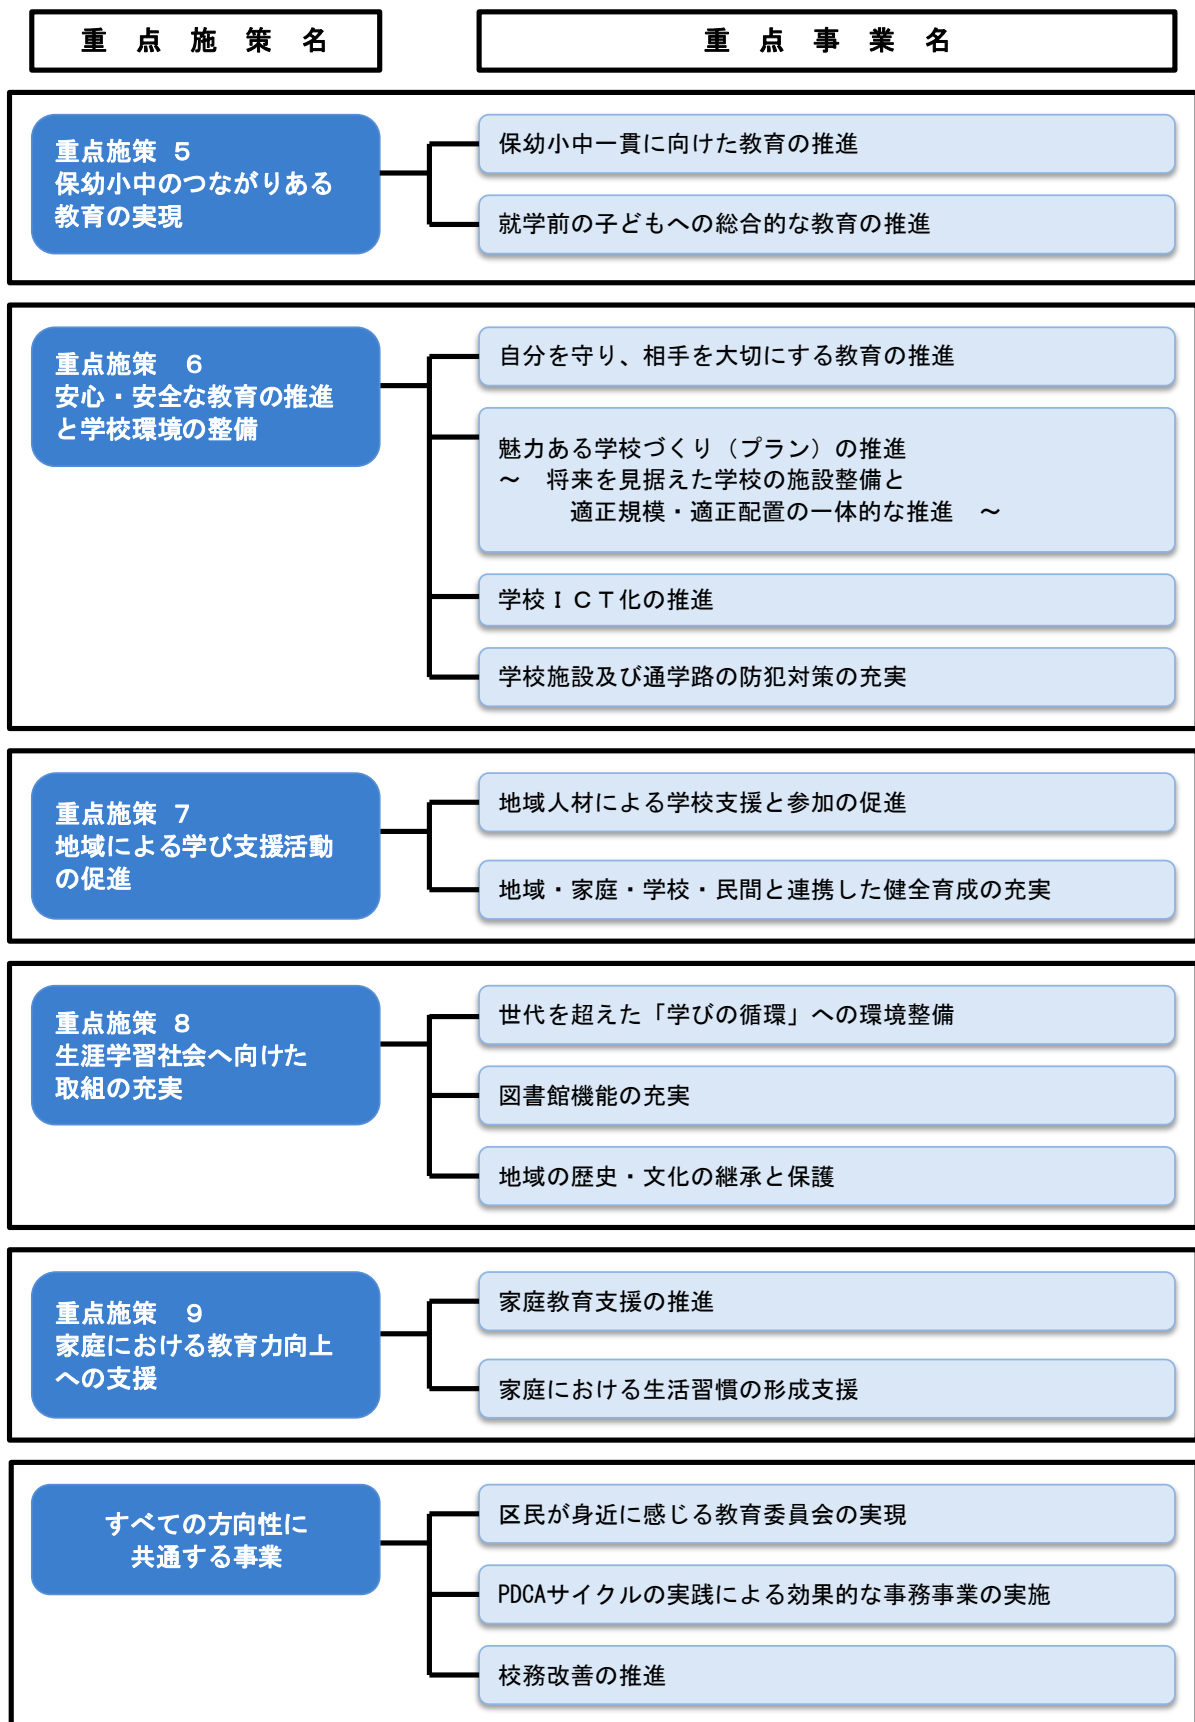 重点施策名
重点事業名
重点施策 ５
保幼小中のつながりある
教育の実現
保幼小中一貫に向けた教育の推進
就学前の子どもへの総合的な教育の推進
重点施策　６
安心・安全な教育の推進
と学校環境の整備
自分を守り、相手を大切にする教育の推進
魅力ある学校づくり（プラン）の推進
～　将来を見据えた学校の施設整備と
適正規模・適正配置の一体的な推進　～
学校ＩＣＴ化の推進
学校施設及び通学路の防犯対策の充実
重点施策 ７
地域による学び支援活動
の促進
地域人材による学校支援と参加の促進
地域・家庭・学校・民間と連携した健全育成の充実
重点施策 ８
生涯学習社会へ向けた
取組の充実
世代を超えた「学びの循環」への環境整備
図書館機能の充実
地域の歴史・文化の継承と保護
重点施策　９
家庭における教育力向上
への支援
家庭教育支援の推進
家庭における生活習慣の形成支援
すべての方向性に
共通する事業
区民が身近に感じる教育委員会の実現
PDCAサイクルの実践による効果的な事務事業の実施
校務改善の推進